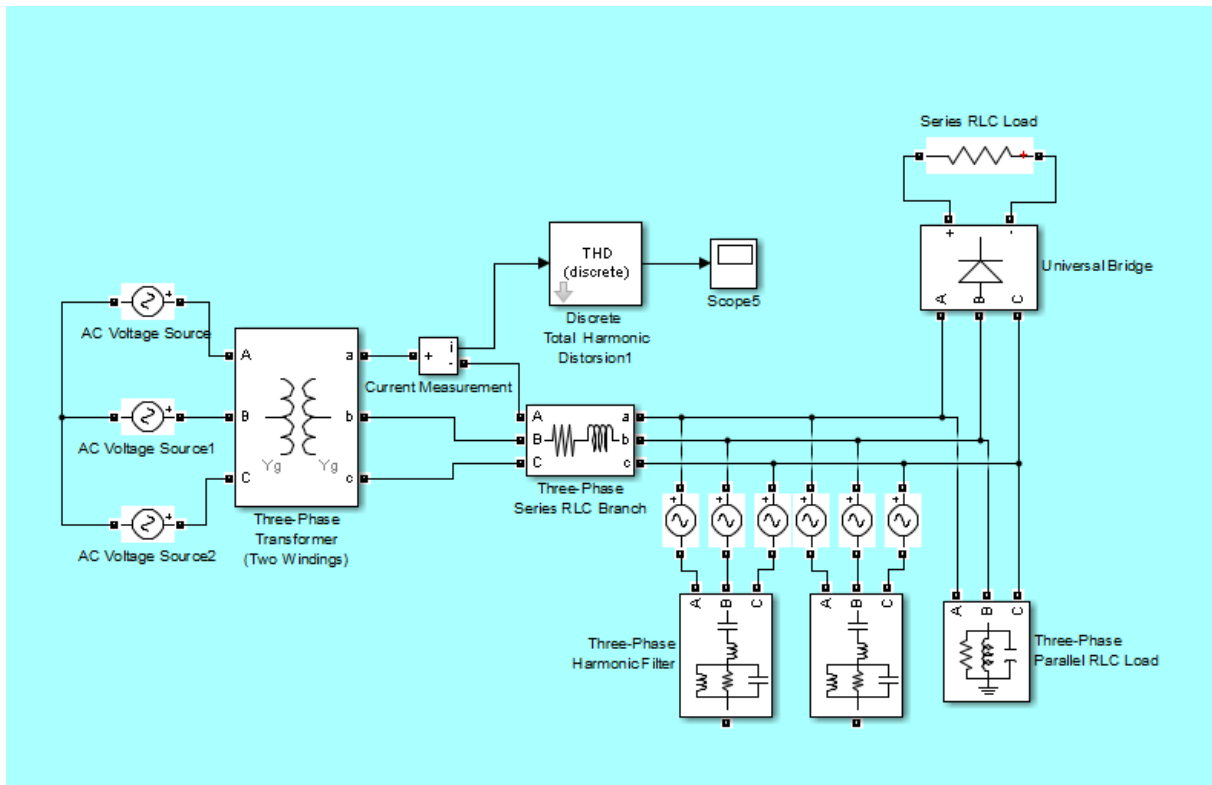 Series RLC Load
+
+
-
Universal Bridge
A
B
C
THD
(discrete)
Discrete
Total Harmonic
Distorsion1
Scope5
+
AC Voltage Source
+
AC Voltage Source1
+
AC Voltage Source2
A
B
C
a
b
c
Yg
Yg
Three-Phase
Transformer
(Two Windings)
+
i
-
Current Measurement
A
B
C
a
b
c
Three-Phase
Series RLC Branch
+
+
+
+
+
+
A
B
C
Three-Phase
Harmonic Filter
A
B
C
A
B
C
Three-Phase
Parallel RLC Load